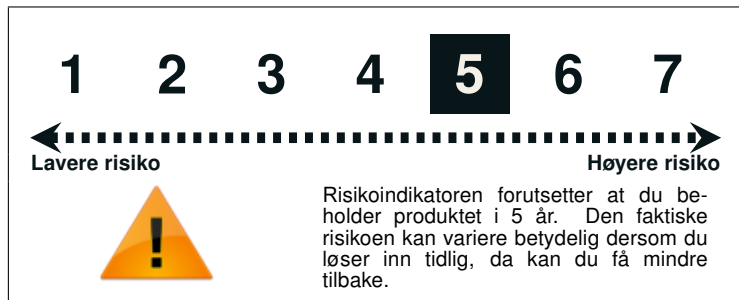 1 2 3 4 5 6 7
Lavere risiko Høyere risiko
!
Risikoindikatoren forutsetter at du be-
holder produktet i 5 år. Den faktiske
risikoen kan variere betydelig dersom du
løser inn tidlig, da kan du få mindre
tilbake.